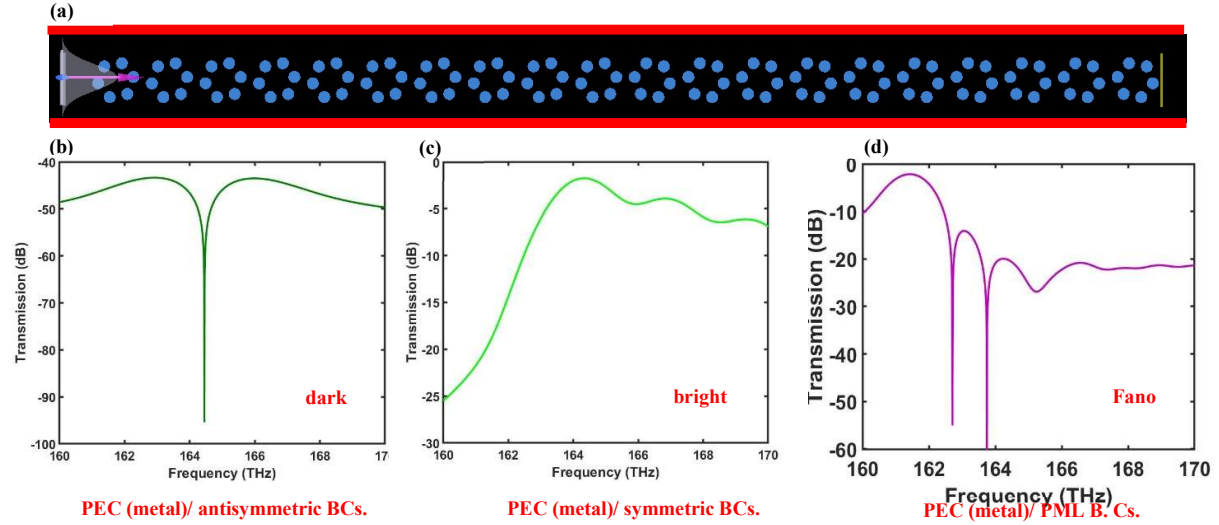 (a)
(b)
-40
-50
-60
-70
-80
-90
-100
Transmission (dB)
160
162
164
166
168
17
Frequency (THz)
dark
PEC (metal)/ antisymmetric BCs.
(c)
0
-5
-10
-15
-20
-25
-30
Transmission (dB)
160
162
164
166
168
170
Frequency (THz)
bright
PEC (metal)/ symmetric BCs.
(d)
0
-10
-20
-30
-40
-50
-60
Transmission (dB)
160
162
164
166
168
170
Frequency (THz)
Fano
PEC (metal)/ PML B. Cs.